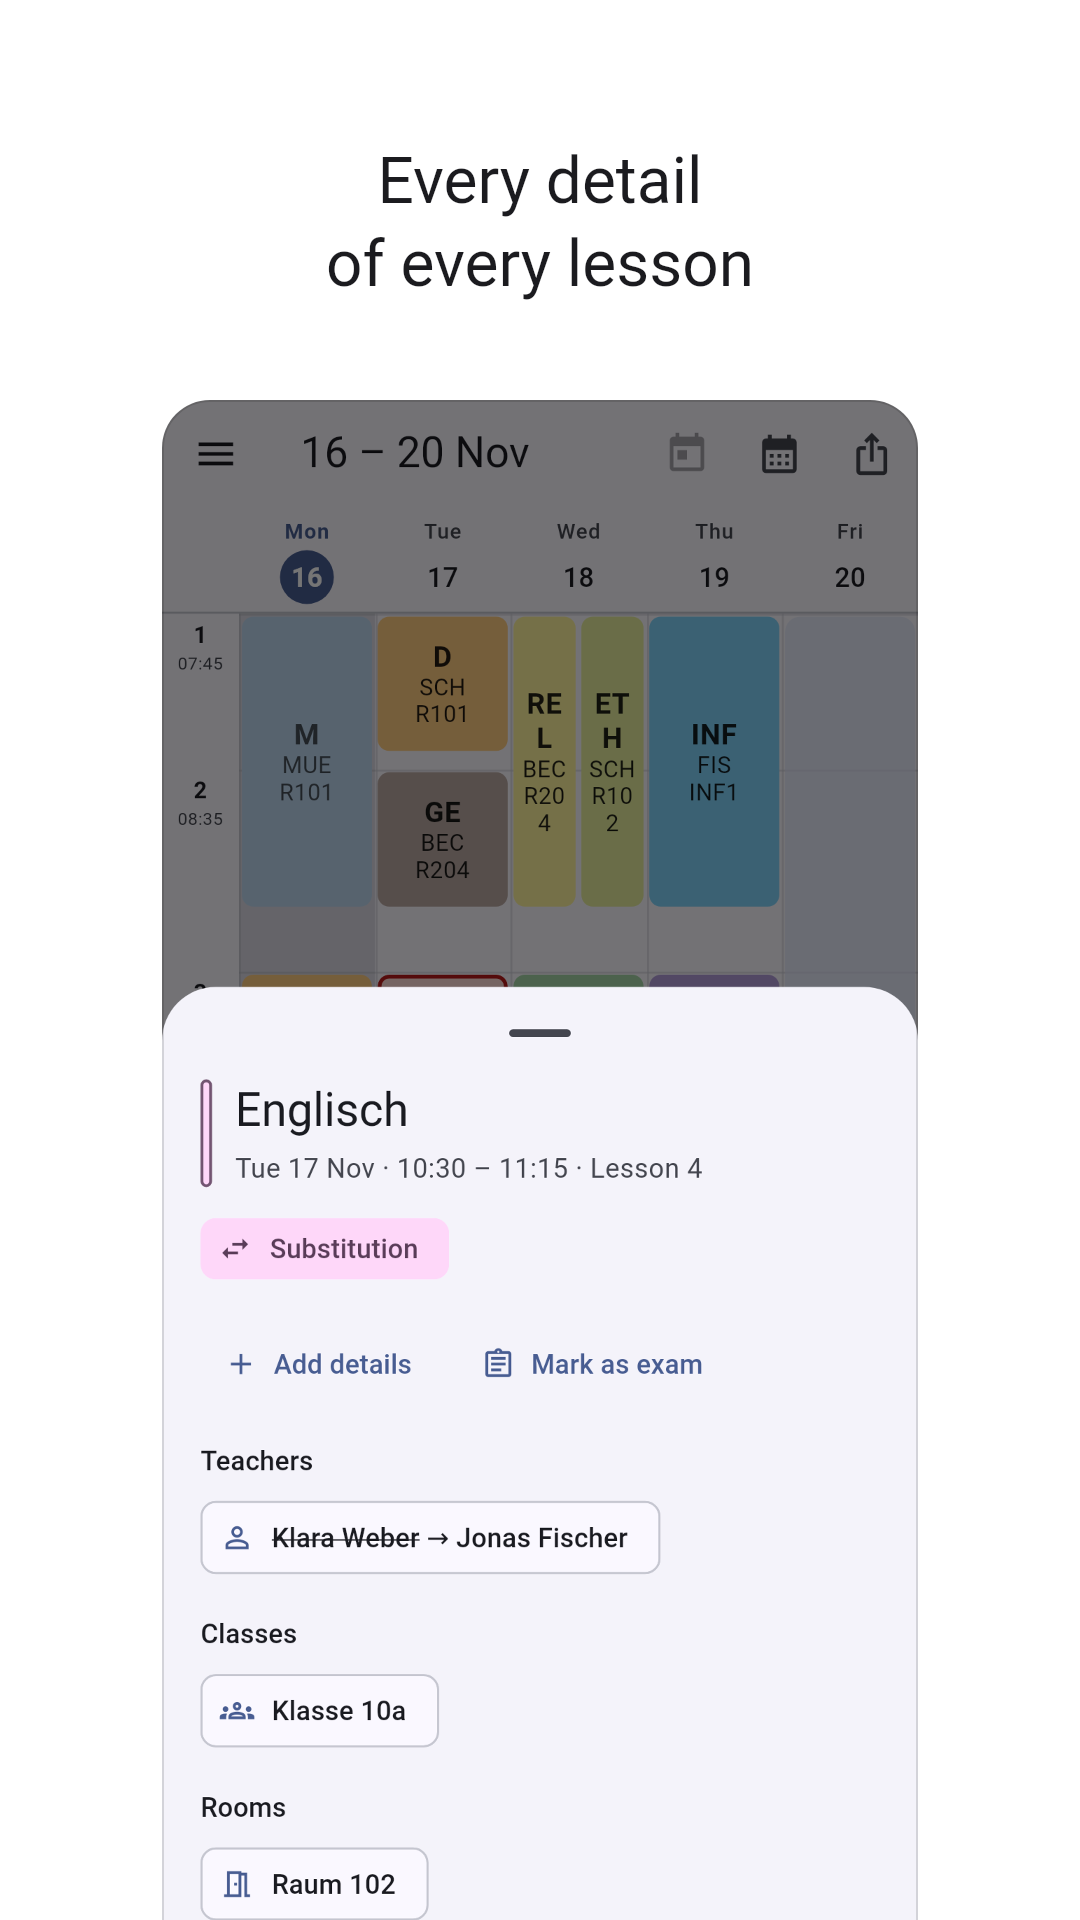 Every detail
of every lesson
16 – 20 Nov
Mon Tue Wed Thu Fri
16 17 18 19 20
1
07:45
M
MUE
R101
D
SCH
R101
RE
L
BEC
R20
4
ET
H
SCH
R10
2
INF
FIS
INF1
2
08:35
GE
BEC
R204
Englisch
Tue 17 Nov · 10:30 – 11:15 · Lesson 4
Substitution
Add details
Mark as exam
Teachers
Klara Weber → Jonas Fischer
Classes
Klasse 10a
Rooms
Raum 102